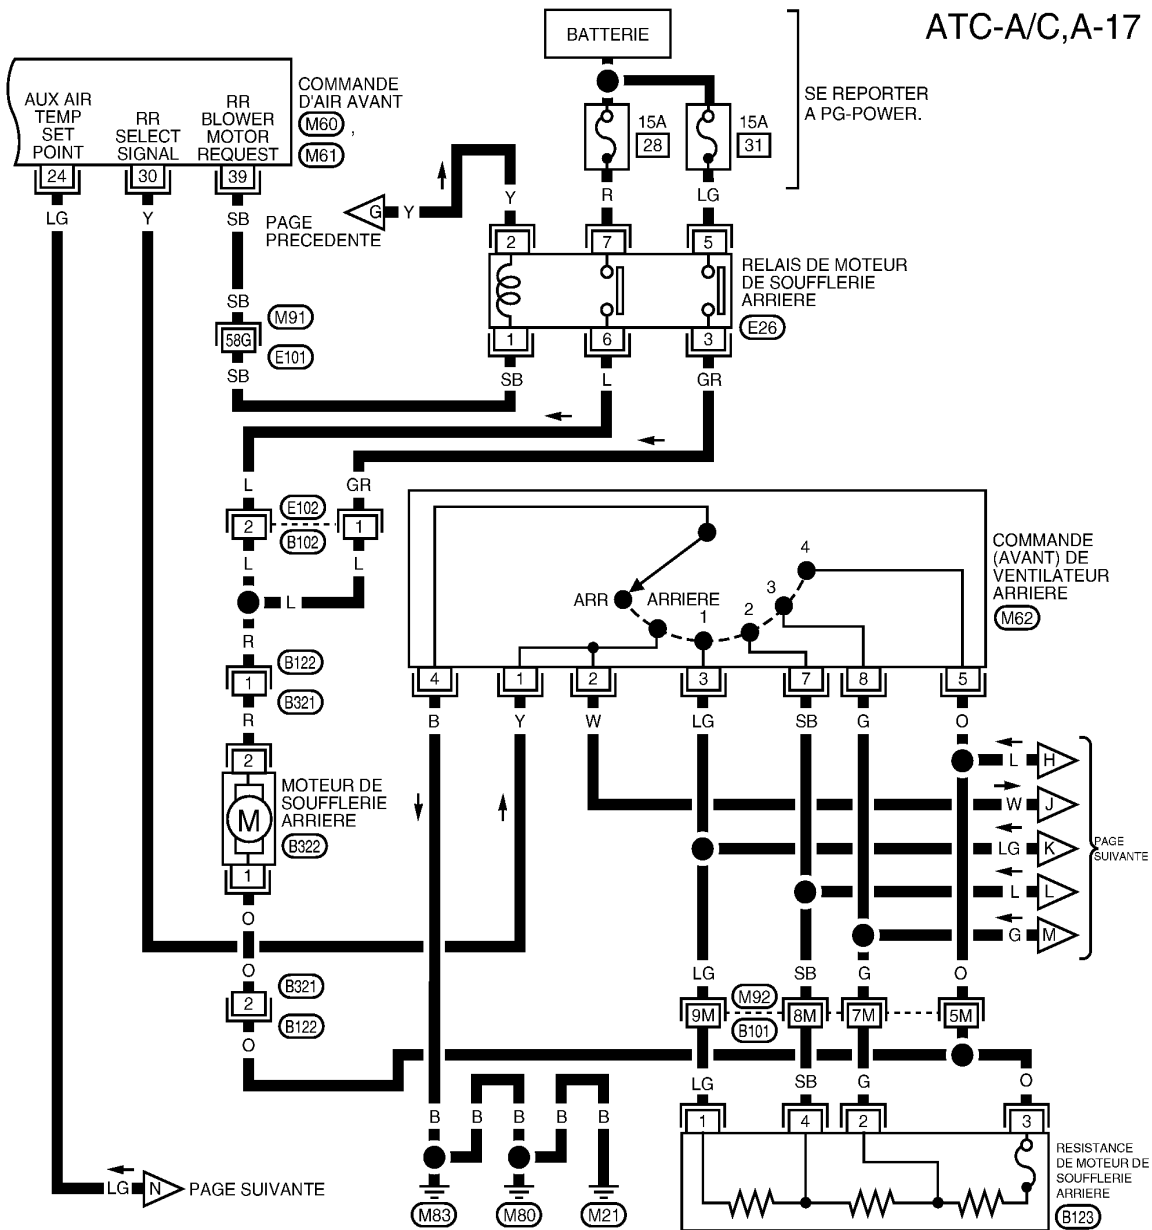 ATC-A/C,A-17
BATTERIE
SE REPORTER
A PG-POWER.
15A
28
15A
31
AUX AIR
TEMP
SET
POINT
RR
SELECT
SIGNAL
RR
BLOWER
MOTOR
REQUEST
COMMANDE
D'AIR AVANT
M60 ,
M61
24
30
39
LG
Y
SB
PAGE
PRECEDENTE
G
Y
Y
R
LG
2
7
5
RELAIS DE MOTEUR
DE SOUFFLERIE
ARRIERE
E26
SB
M91
58G
E101
SB
1
6
3
SB
L
GR
L
GR
E102
2
1
B102
L
L
L
R
B122
1
B321
R
2
MOTEUR DE
SOUFFLERIE
ARRIERE
M
B322
1
O
O
B321
2
B122
O
COMMANDE
(AVANT) DE
VENTILATEUR
ARRIERE
M62
ARR
ARRIERE
1
2
3
4
4
1
2
3
7
8
5
B
Y
W
LG
SB
G
O
L
H
W
J
LG
K
L
L
G
M
PAGE
SUIVANTE
LG
SB
G
O
M92
9M
8M
7M
5M
B101
LG
SB
G
O
1
4
2
3
RESISTANCE
DE MOTEUR DE
SOUFFLERIE
ARRIERE
B123
B
B
B
B
B
M83
M80
M21
LG
N
PAGE SUIVANTE